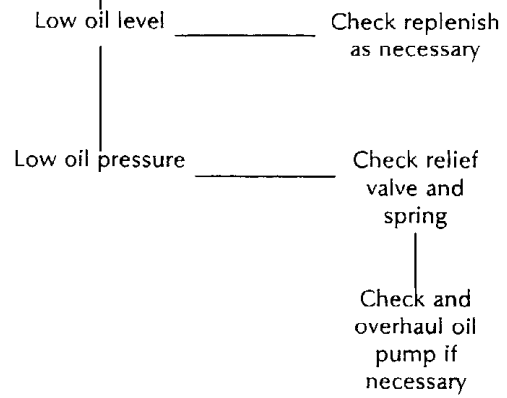 Low oil level
Check replenish
as necessary
Low oil pressure
Check relief
valve and
spring
Check and
overhaul oil
pump if
necessary